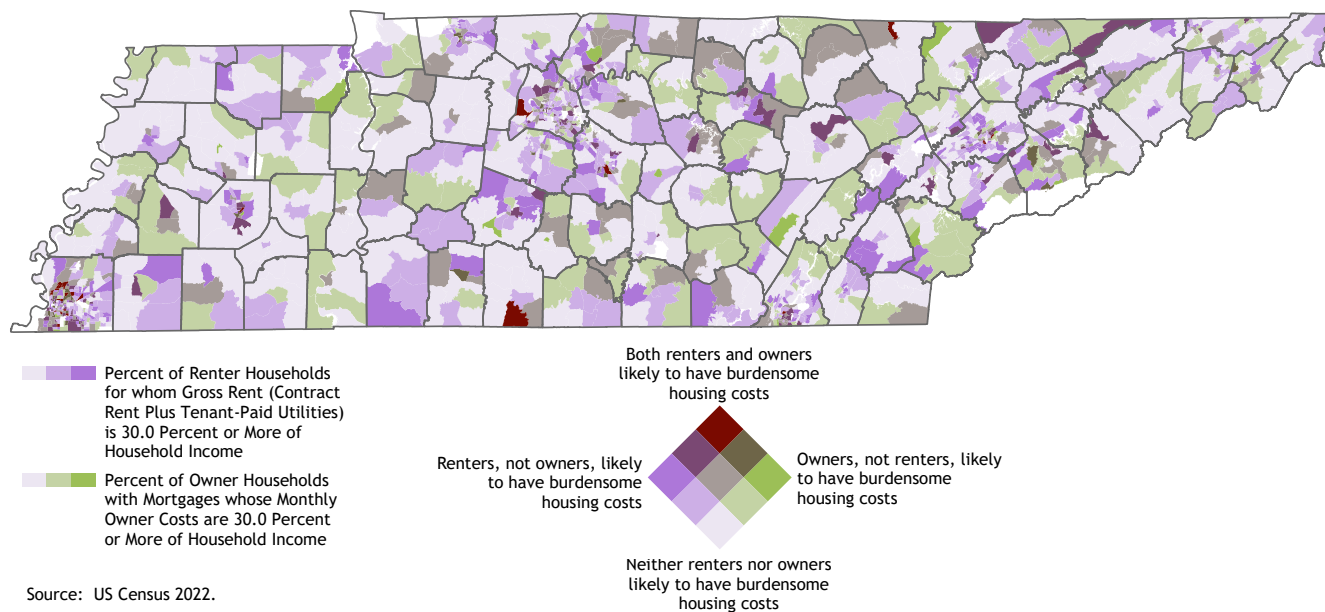 Percent of Renter Households
for whom Gross Rent (Contract
Rent Plus Tenant-Paid Utilities)
is 30.0 Percent or More of
Household Income
Percent of Owner Households
with Mortgages whose Monthly
Owner Costs are 30.0 Percent
or More of Household Income
Source: US Census 2022.
Both renters and owners
likely to have burdensome
housing costs
Renters, not owners, likely
to have burdensome
housing costs
Owners, not renters, likely
to have burdensome
housing costs
Neither renters nor owners
likely to have burdensome
housing costs